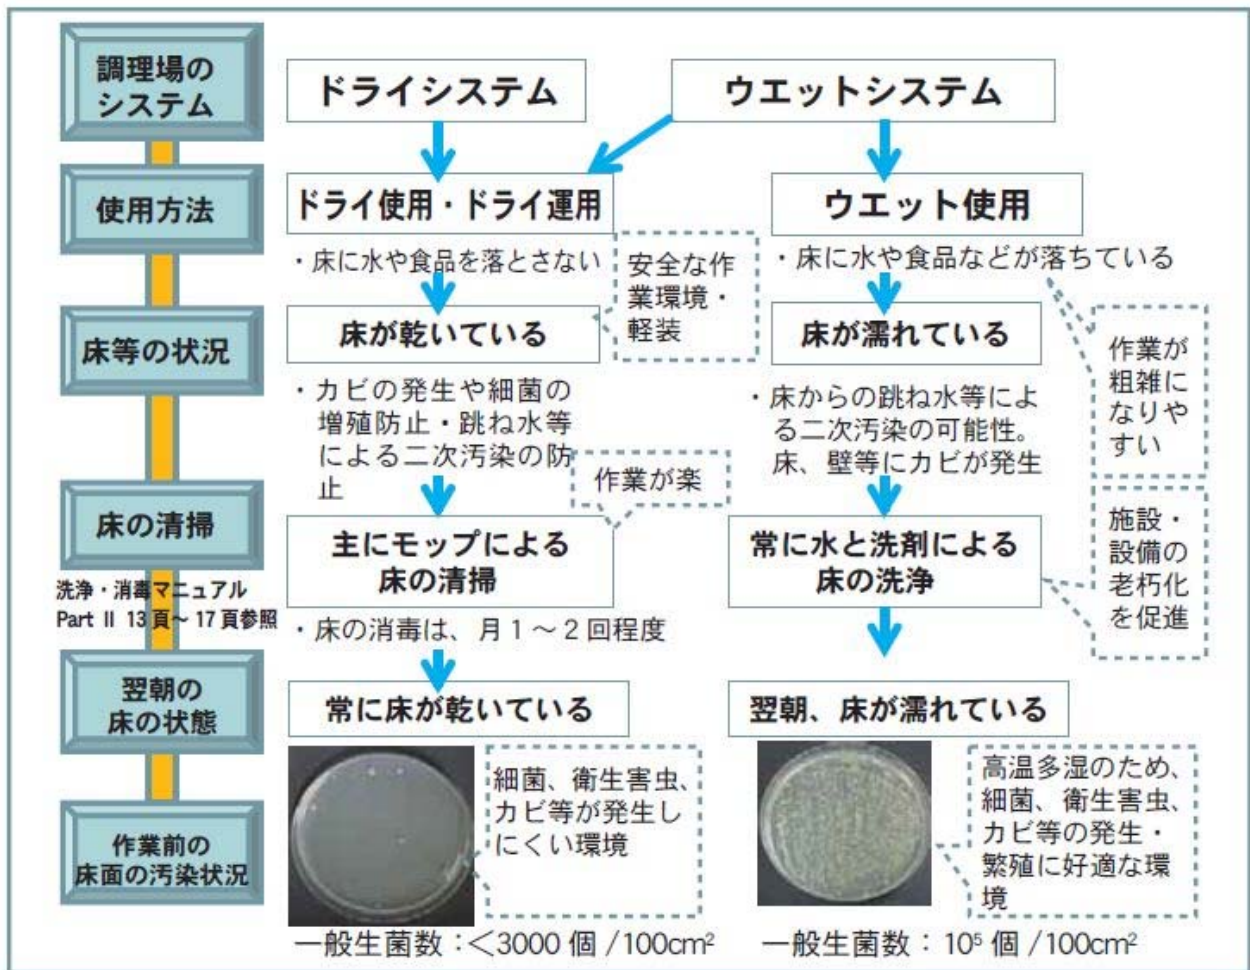 調理場の
システム
ドライシステム
ウエットシステム
使用方法
ドライ使用・ドライ運用
ウエット使用
・床に水や食品を落とさない
安全な作
業環境・
軽装
・床に水や食品などが落ちている
床等の状況
床が乾いている
床が濡れている
作業が
粗雑に
なりや
すい
・カビの発生や細菌の
増殖防止・跳ね水等
による二次汚染の防
止
・床からの跳ね水等によ
る二次汚染の可能性。
床、壁等にカビが発生
作業が楽
床の清掃
主にモップによる
床の清掃
常に水と洗剤による
床の洗浄
施設・
設備の
老朽化
を促進
洗浄・消毒マニュアル
Part Ⅱ 13頁~17頁参照
・床の消毒は、月1~2回程度
翌朝の
床の状態
常に床が乾いている
翌朝、床が濡れている
細菌、衛生害虫、
カビ等が発生し
にくい環境
高温多湿のため、
細菌、衛生害虫、
カビ等の発生・
繁殖に好適な環
境
作業前の
床面の汚染状況
一般生菌数:<3000個/100cm²
一般生菌数:10⁵個/100cm²